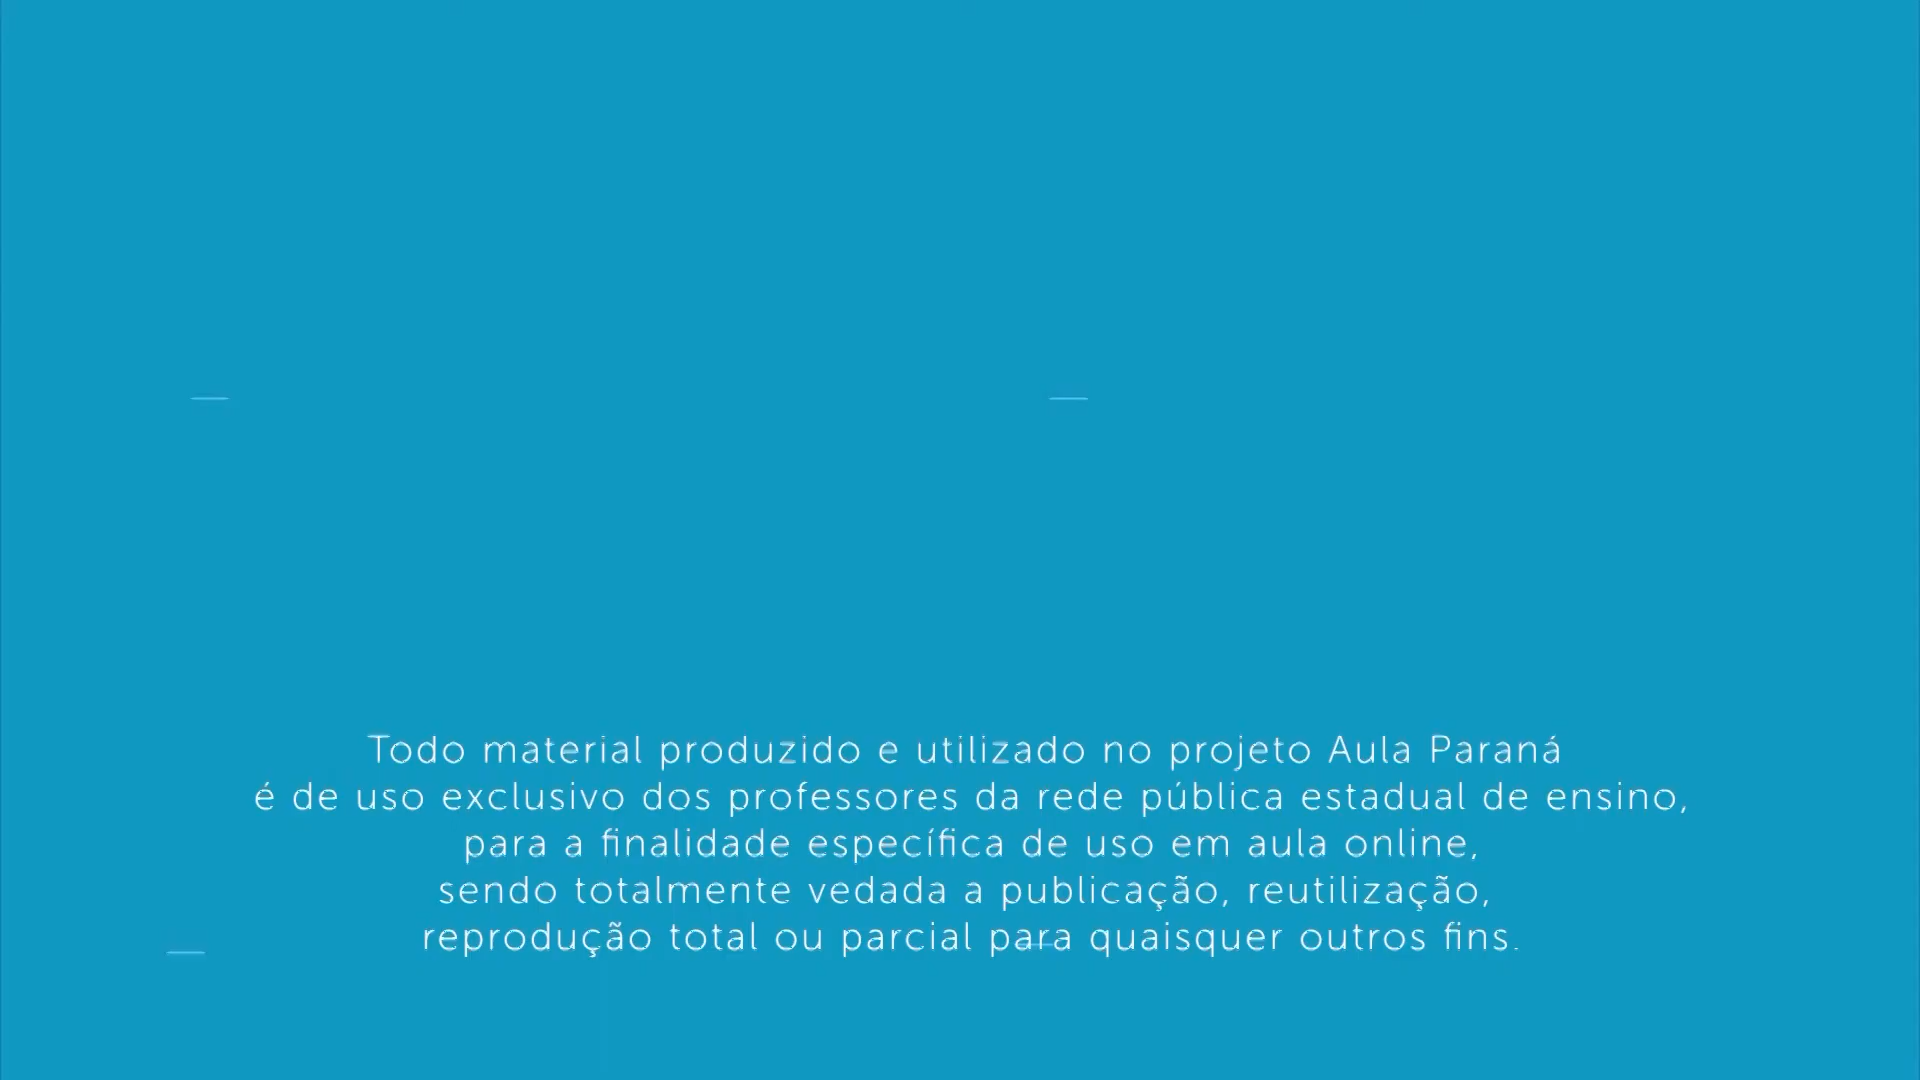 Todo material produzido e utilizado no projeto Aula Paraná
é de uso exclusivo dos professores da rede pública estadual de ensino,
para a finalidade específica de uso em aula online,
sendo totalmente vedada a publicação, reutilização,
reprodução total ou parcial para quaisquer outros fins.